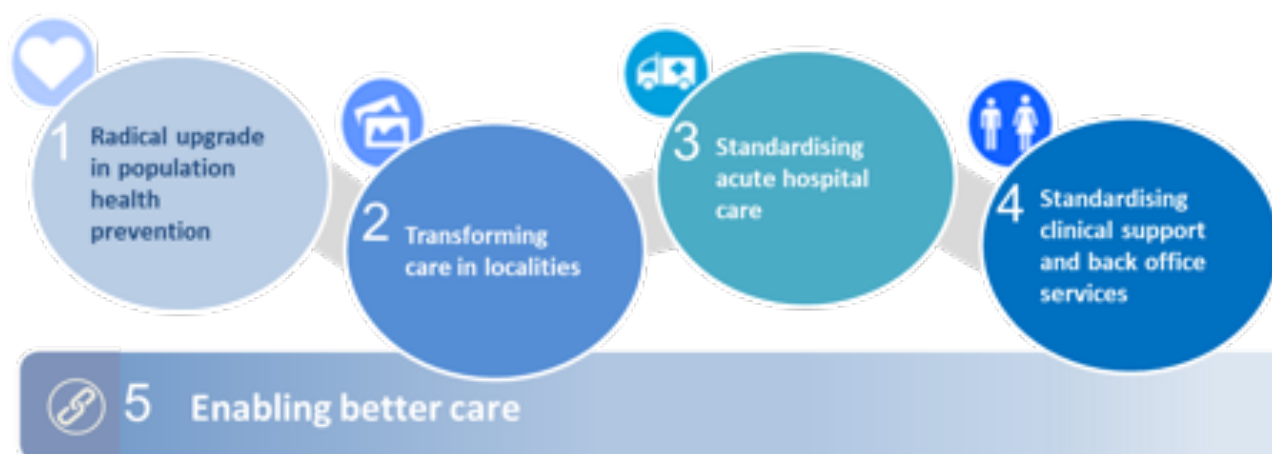 1
Radical upgrade
in population
health
prevention
2
Transforming
care in localities
3
Standardising
acute hospital
care
4
Standardising
clinical support
and back office
services
5 Enabling better care